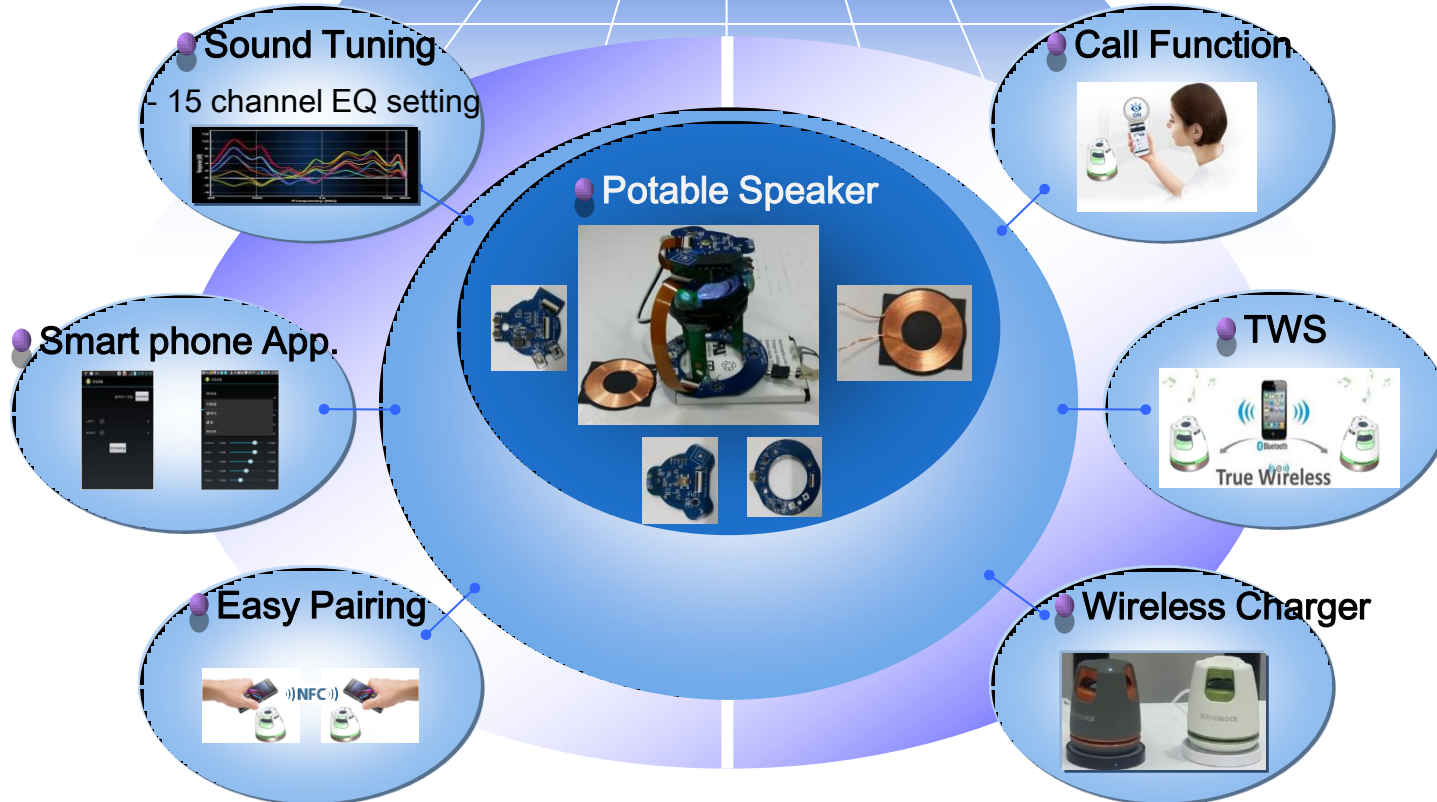 Sound Tuning
- 15 channel EQ setting
Call Function
ON
Potable Speaker
Smart phone App.
TWS
Bluetooth
True Wireless
Easy Pairing
NFC
Wireless Charger